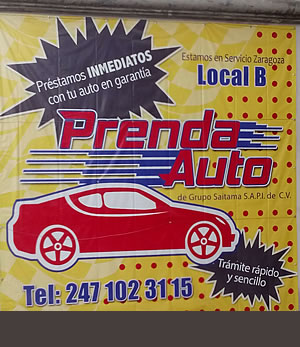 Préstamos INMEDIATOS
con tu auto en garantía
Estamos en Servicio Zaragoza
Local B
Prenda
Auto
de Grupo Saitama S.A.P.I. de C.V.
Trámite rápido
y sencillo
Tel: 247 102 31 15